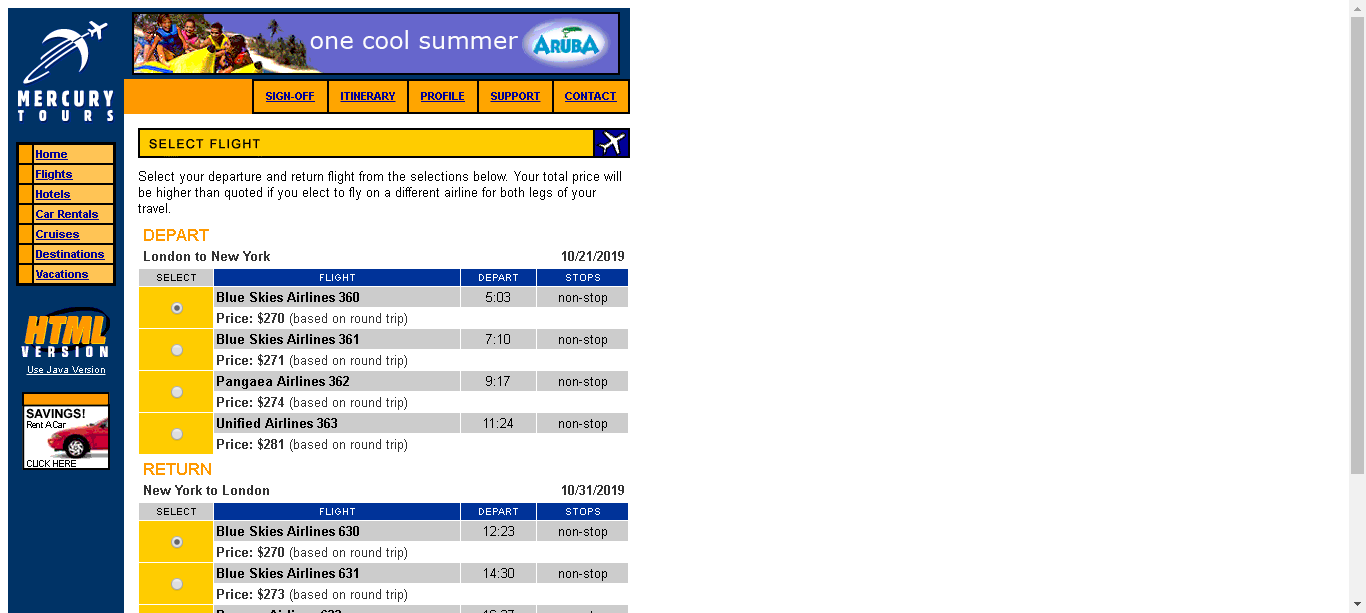 one cool summer ARUBA
MERCURY
TOURS
SIGN-OFF ITINERARY PROFILE SUPPORT CONTACT
Home
Flights
Hotels
Car Rentals
Cruises
Destinations
Vacations
HTML
VERSION
Use Java Version
SAVINGS!
Rent A Car
CLICK HERE
SELECT FLIGHT
Select your departure and return flight from the selections below. Your total price will
be higher than quoted if you elect to fly on a different airline for both legs of your
travel.
DEPART
London to New York 10/21/2019
SELECT FLIGHT DEPART STOPS
Blue Skies Airlines 360 5:03 non-stop
Price: $270 (based on round trip)
Blue Skies Airlines 361 7:10 non-stop
Price: $271 (based on round trip)
Pangaea Airlines 362 9:17 non-stop
Price: $274 (based on round trip)
Unified Airlines 363 11:24 non-stop
Price: $281 (based on round trip)
RETURN
New York to London 10/31/2019
SELECT FLIGHT DEPART STOPS
Blue Skies Airlines 630 12:23 non-stop
Price: $270 (based on round trip)
Blue Skies Airlines 631 14:30 non-stop
Price: $273 (based on round trip)